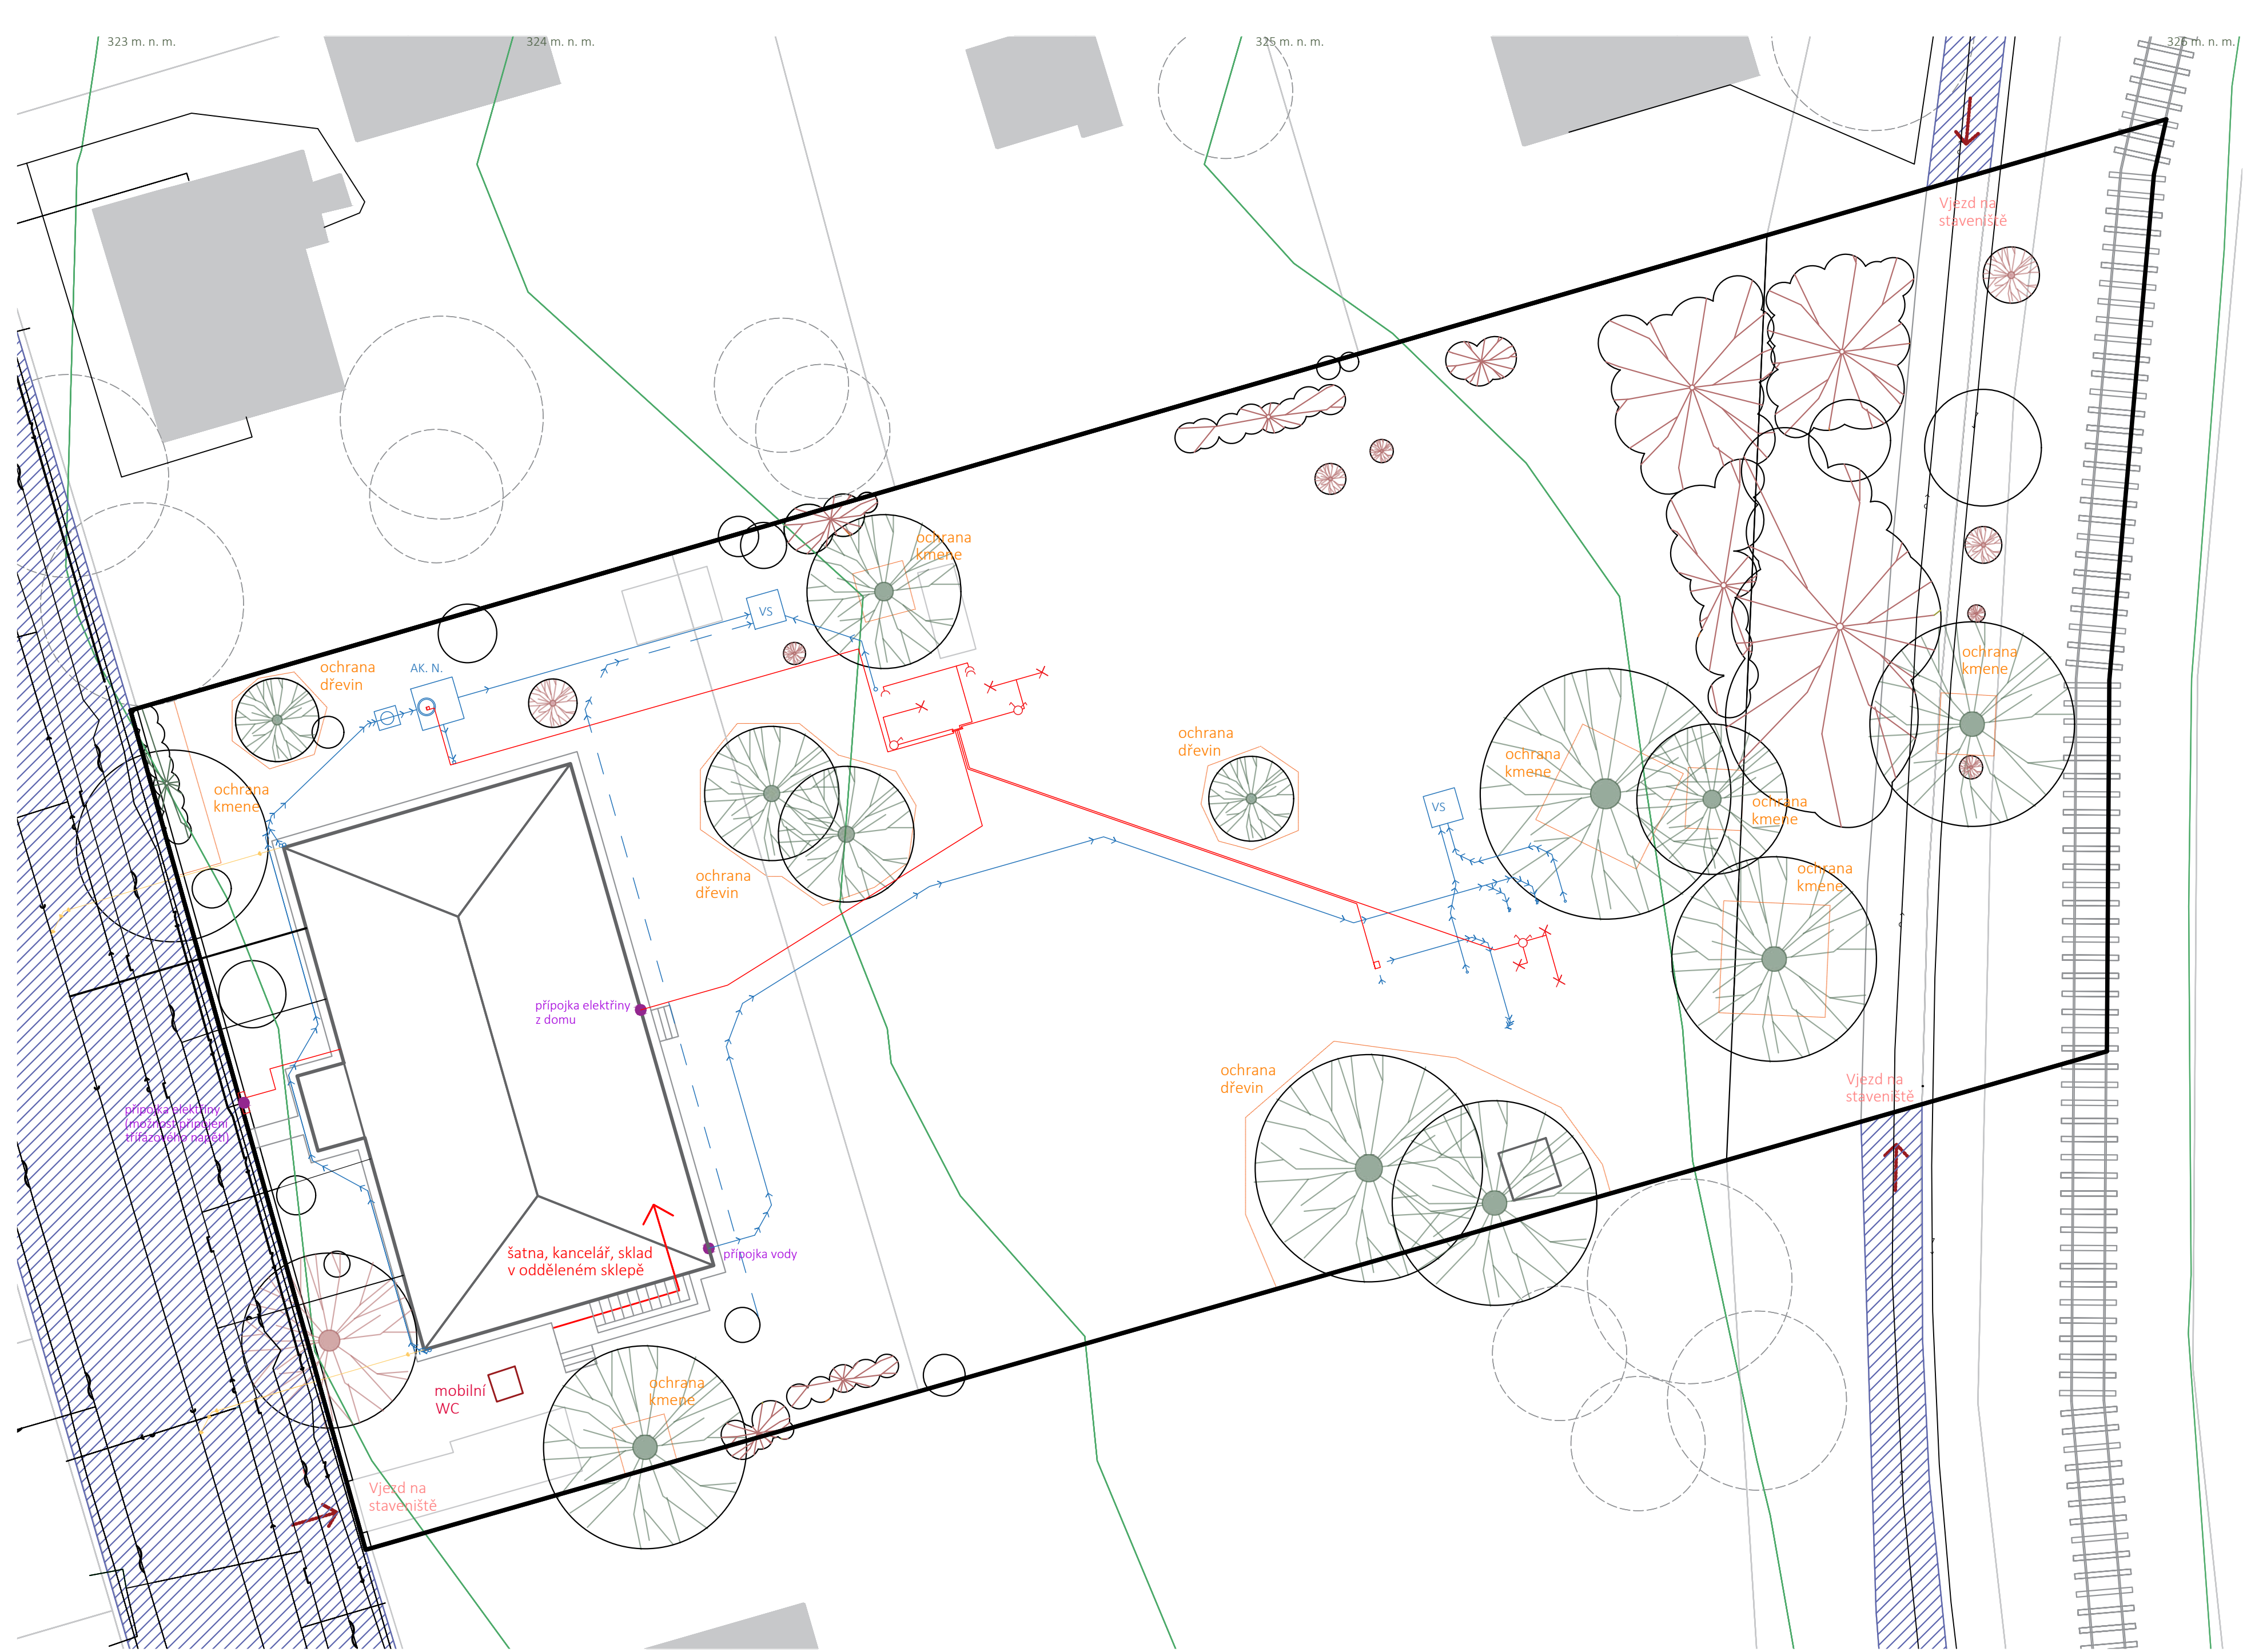 323 m. n. m.
324 m. n. m.
325 m. n. m.
326 m. n. m.
Vjezd na
staveniště
ochrana
kmene
VS
ochrana
dřevin
AK. N.
ochrana
kmene
ochrana
kmene
ochrana
dřevin
ochrana
kmene
ochrana
kmene
VS
ochrana
dřevin
ochrana
kmene
přípojka elektřiny
z domu
ochrana
dřevin
Vjezd na
staveniště
přípojka elektřiny
(možnost připojení
třífázového napětí)
šatna, kancelář, sklad
v odděleném sklepě
přípojka vody
mobilní
WC
ochrana
kmene
Vjezd na
staveniště